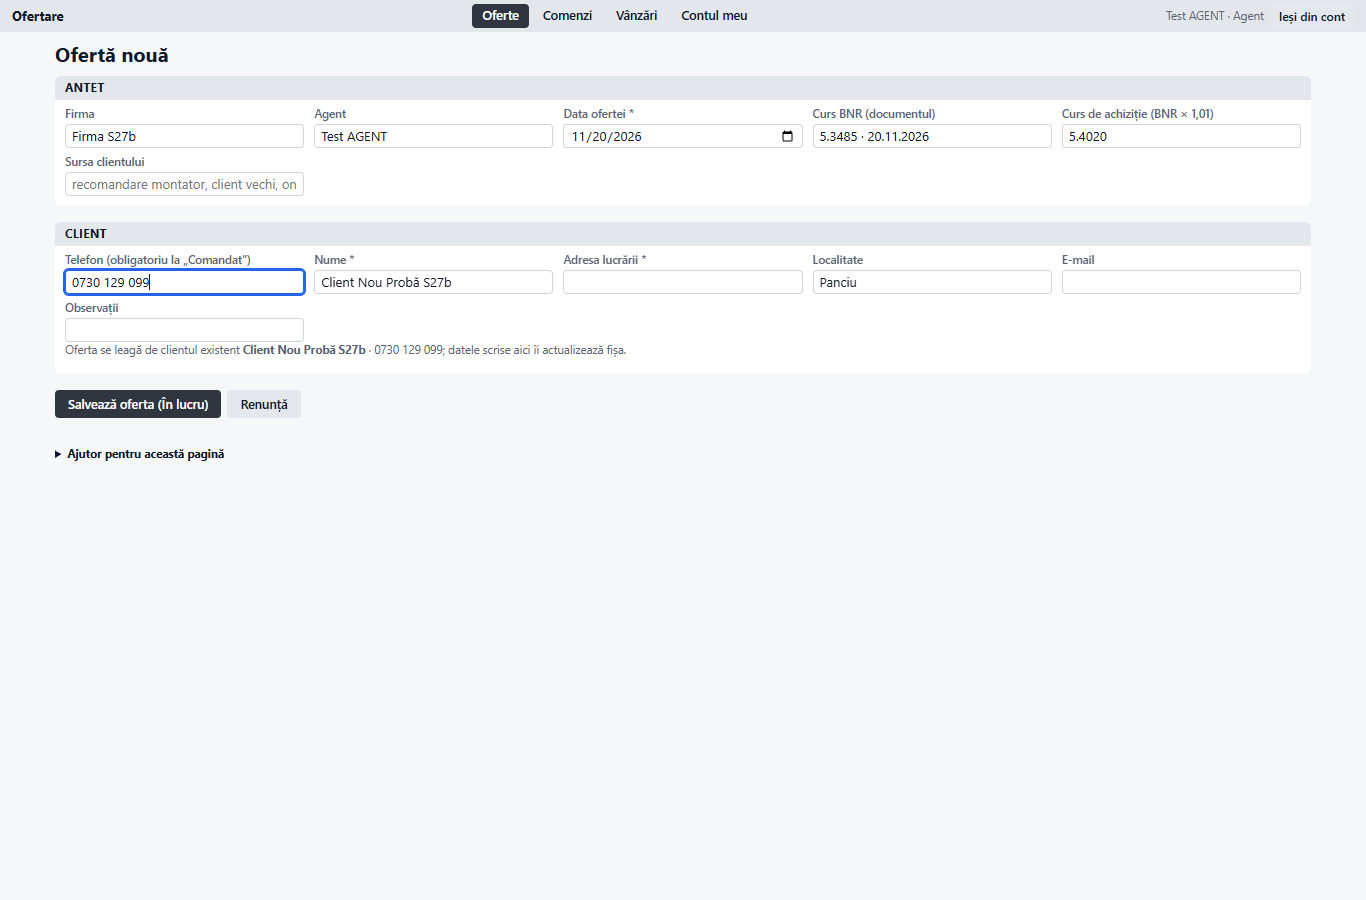 Ofertare
Oferte Comenzi Vânzări Contul meu
Test AGENT · Agent Ieși din cont
Ofertă nouă
ANTET
Firma Agent Data ofertei * Curs BNR (documentul) Curs de achiziție (BNR × 1,01)
Firma S27b Test AGENT 11/20/2026 5.3485 · 20.11.2026 5.4020
Sursa clientului
recomandare montator, client vechi, on
CLIENT
Telefon (obligatoriu la „Comandat”) Nume * Adresa lucrării * Localitate E-mail
0730 129 099 Client Nou Probă S27b Panciu
Observații
Oferta se leagă de clientul existent Client Nou Probă S27b · 0730 129 099; datele scrise aici îi actualizează fișa.
Salvează oferta (În lucru) Renunță
Ajutor pentru această pagină